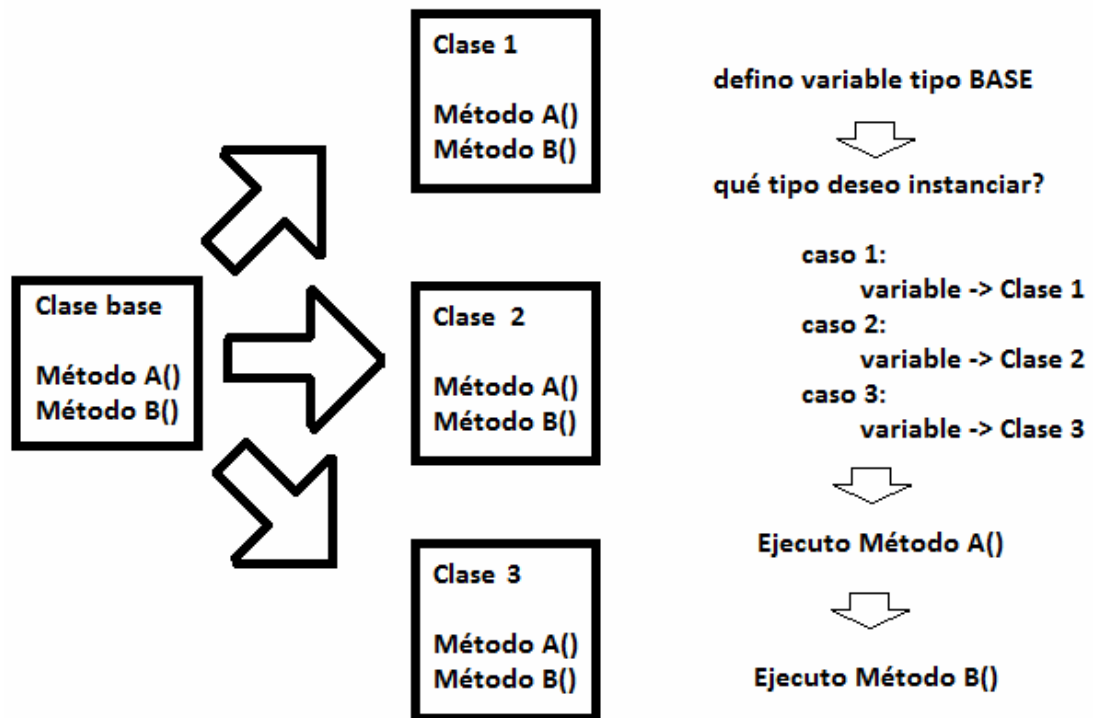 Clase base
Método A()
Método B()
Clase 1
Método A()
Método B()
Clase 2
Método A()
Método B()
Clase 3
Método A()
Método B()
defino variable tipo BASE
qué tipo deseo instanciar?
caso 1:
variable -> Clase 1
caso 2:
variable -> Clase 2
caso 3:
variable -> Clase 3
Ejecuto Método A()
Ejecuto Método B()